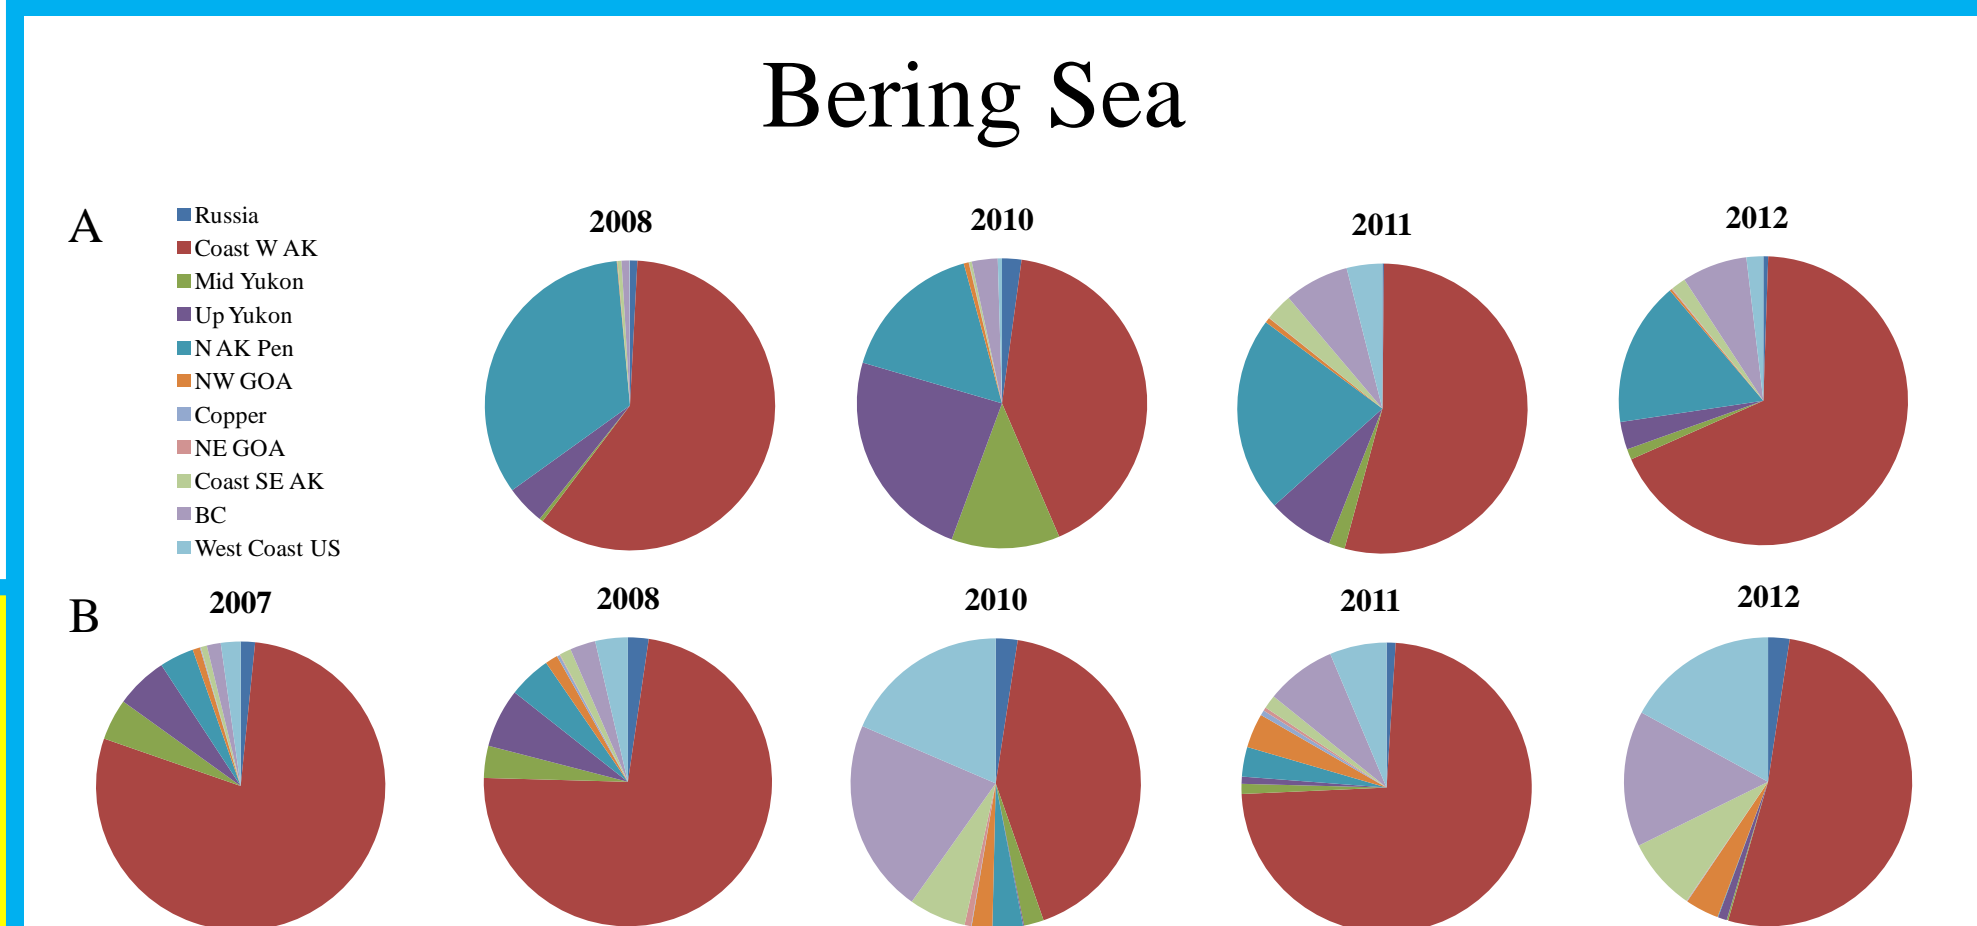 Bering Sea
A
Russia
Coast W AK
Mid Yukon
Up Yukon
N AK Pen
NW GOA
Copper
NE GOA
Coast SE AK
BC
West Coast US
2008
2010
2011
2012
B
2007
2008
2010
2011
2012